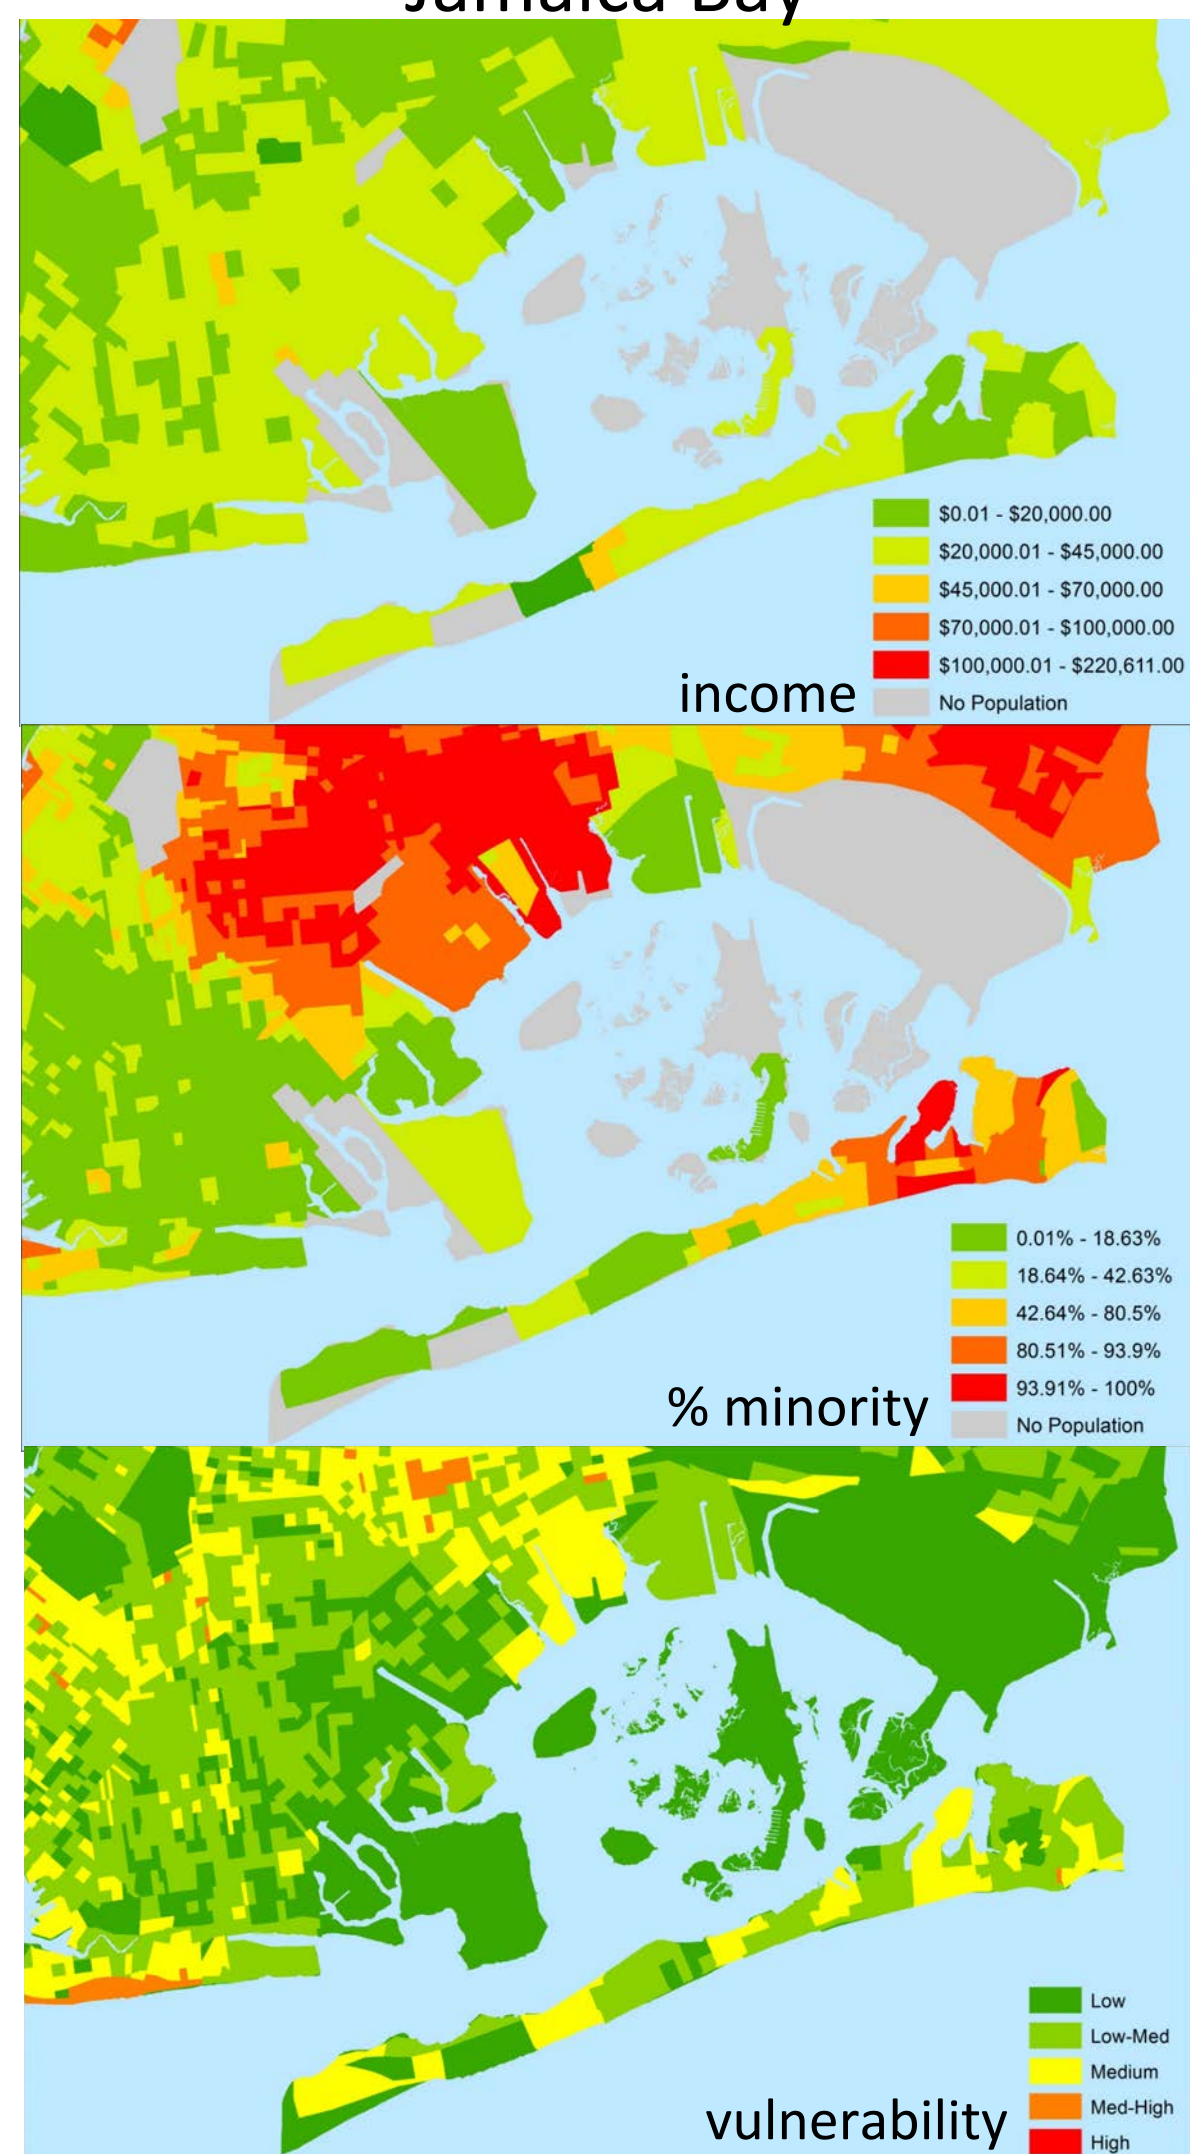 Jamaica Bay
$0.01 - $20,000.00
$20,000.01 - $45,000.00
$45,000.01 - $70,000.00
$70,000.01 - $100,000.00
$100,000.01 - $220,611.00
No Population
income
0.01% - 18.63%
18.64% - 42.63%
42.64% - 80.5%
80.51% - 93.9%
93.91% - 100%
No Population
% minority
Low
Low-Med
Medium
Med-High
High
vulnerability